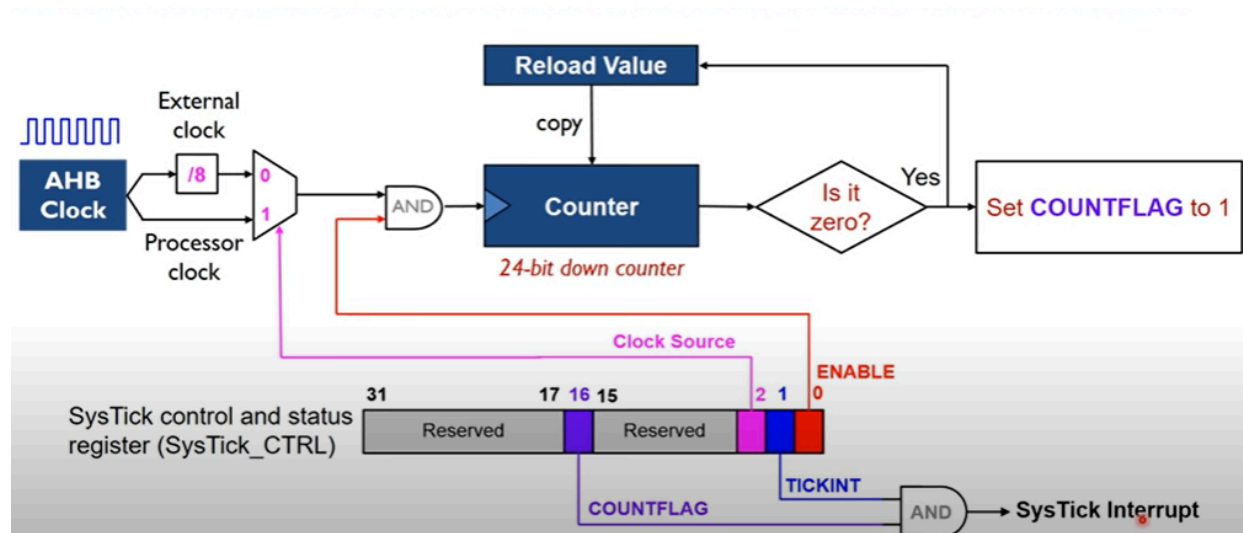 Reload Value
External
clock
copy
/8
0
1
AHB
Clock
AND
Counter
Is it
zero?
Yes
Set COUNTFLAG to 1
Processor
clock
24-bit down counter
Clock Source
ENABLE
31
17
16
15
2
1
0
SysTick control and status
register (SysTick_CTRL)
Reserved
Reserved
TICKINT
COUNTFLAG
AND
SysTick Interrupt